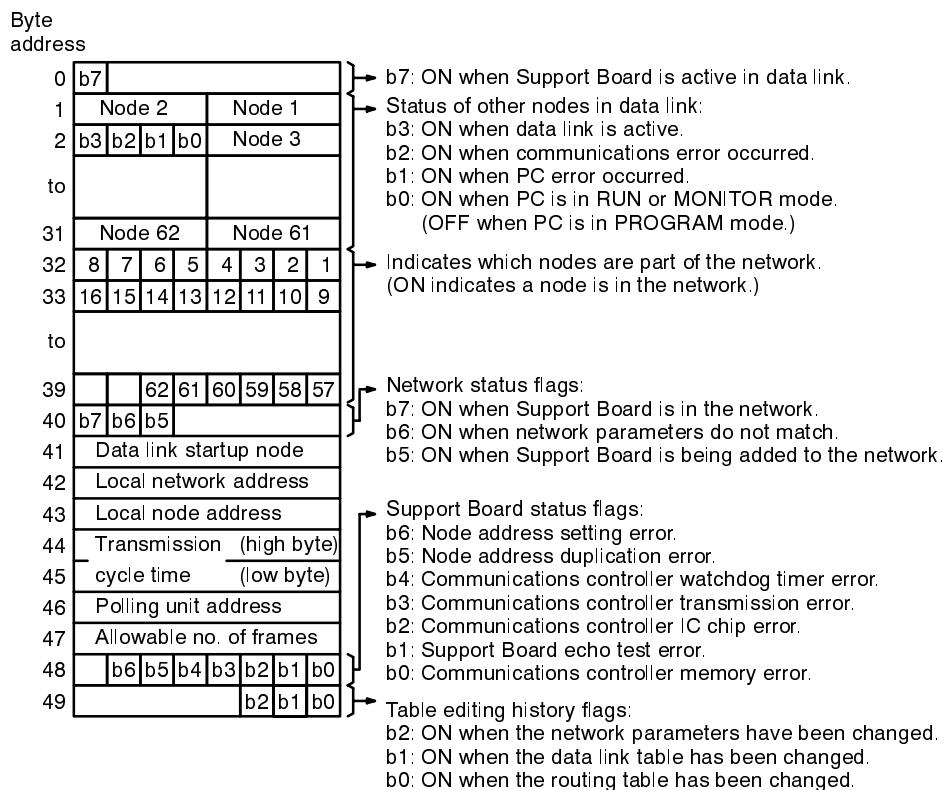 Byte
address
0 b7 b7: ON when Support Board is active in data link.
1 Node 2 Node 1 Status of other nodes in data link:
b3: ON when data link is active.
2 b3 b2 b1 b0 Node 3
b2: ON when communications error occurred.
b1: ON when PC error occurred.
to
b0: ON when PC is in RUN or MONITOR mode.
(OFF when PC is in PROGRAM mode.)
31 Node 62 Node 61
32 8 7 6 5 4 3 2 1 Indicates which nodes are part of the network.
(ON indicates a node is in the network.)
33 16 15 14 13 12 11 10 9
to
39 62 61 60 59 58 57 Network status flags:
40 b7 b6 b5 b7: ON when Support Board is in the network.
b6: ON when network parameters do not match.
41 Data link startup node b5: ON when Support Board is being added to the network.
42 Local network address
43 Local node address Support Board status flags:
b6: Node address setting error.
44 Transmission (high byte)
b5: Node address duplication error.
45 cycle time (low byte) b4: Communications controller watchdog timer error.
46 Polling unit address b3: Communications controller transmission error.
b2: Communications controller IC chip error.
47 Allowable no. of frames
b1: Support Board echo test error.
48 b6 b5 b4 b3 b2 b1 b0 b0: Communications controller memory error.
49 b2 b1 b0
Table editing history flags:
b2: ON when the network parameters have been changed.
b1: ON when the data link table has been changed.
b0: ON when the routing table has been changed.